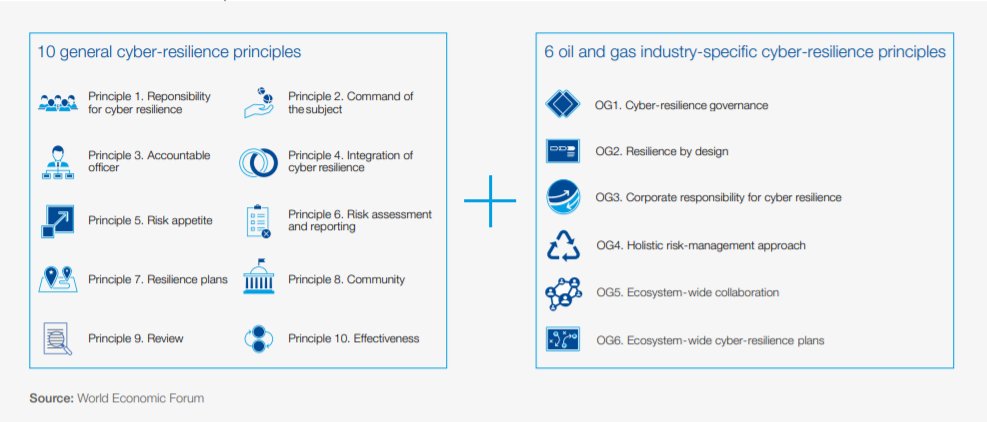 10 general cyber-resilience principles
Principle 1. Reponsibility
for cyber resilience
Principle 2. Command of
the subject
Principle 3. Accountable
officer
Principle 4. Integration of
cyber resilience
Principle 5. Risk appetite
Principle 6. Risk assessment
and reporting
Principle 7. Resilience plans
Principle 8. Community
Principle 9. Review
Principle 10. Effectiveness
6 oil and gas industry-specific cyber-resilience principles
OG1. Cyber-resilience governance
OG2. Resilience by design
OG3. Corporate responsibility for cyber resilience
OG4. Holistic risk-management approach
OG5. Ecosystem-wide collaboration
OG6. Ecosystem-wide cyber-resilience plans
Source: World Economic Forum